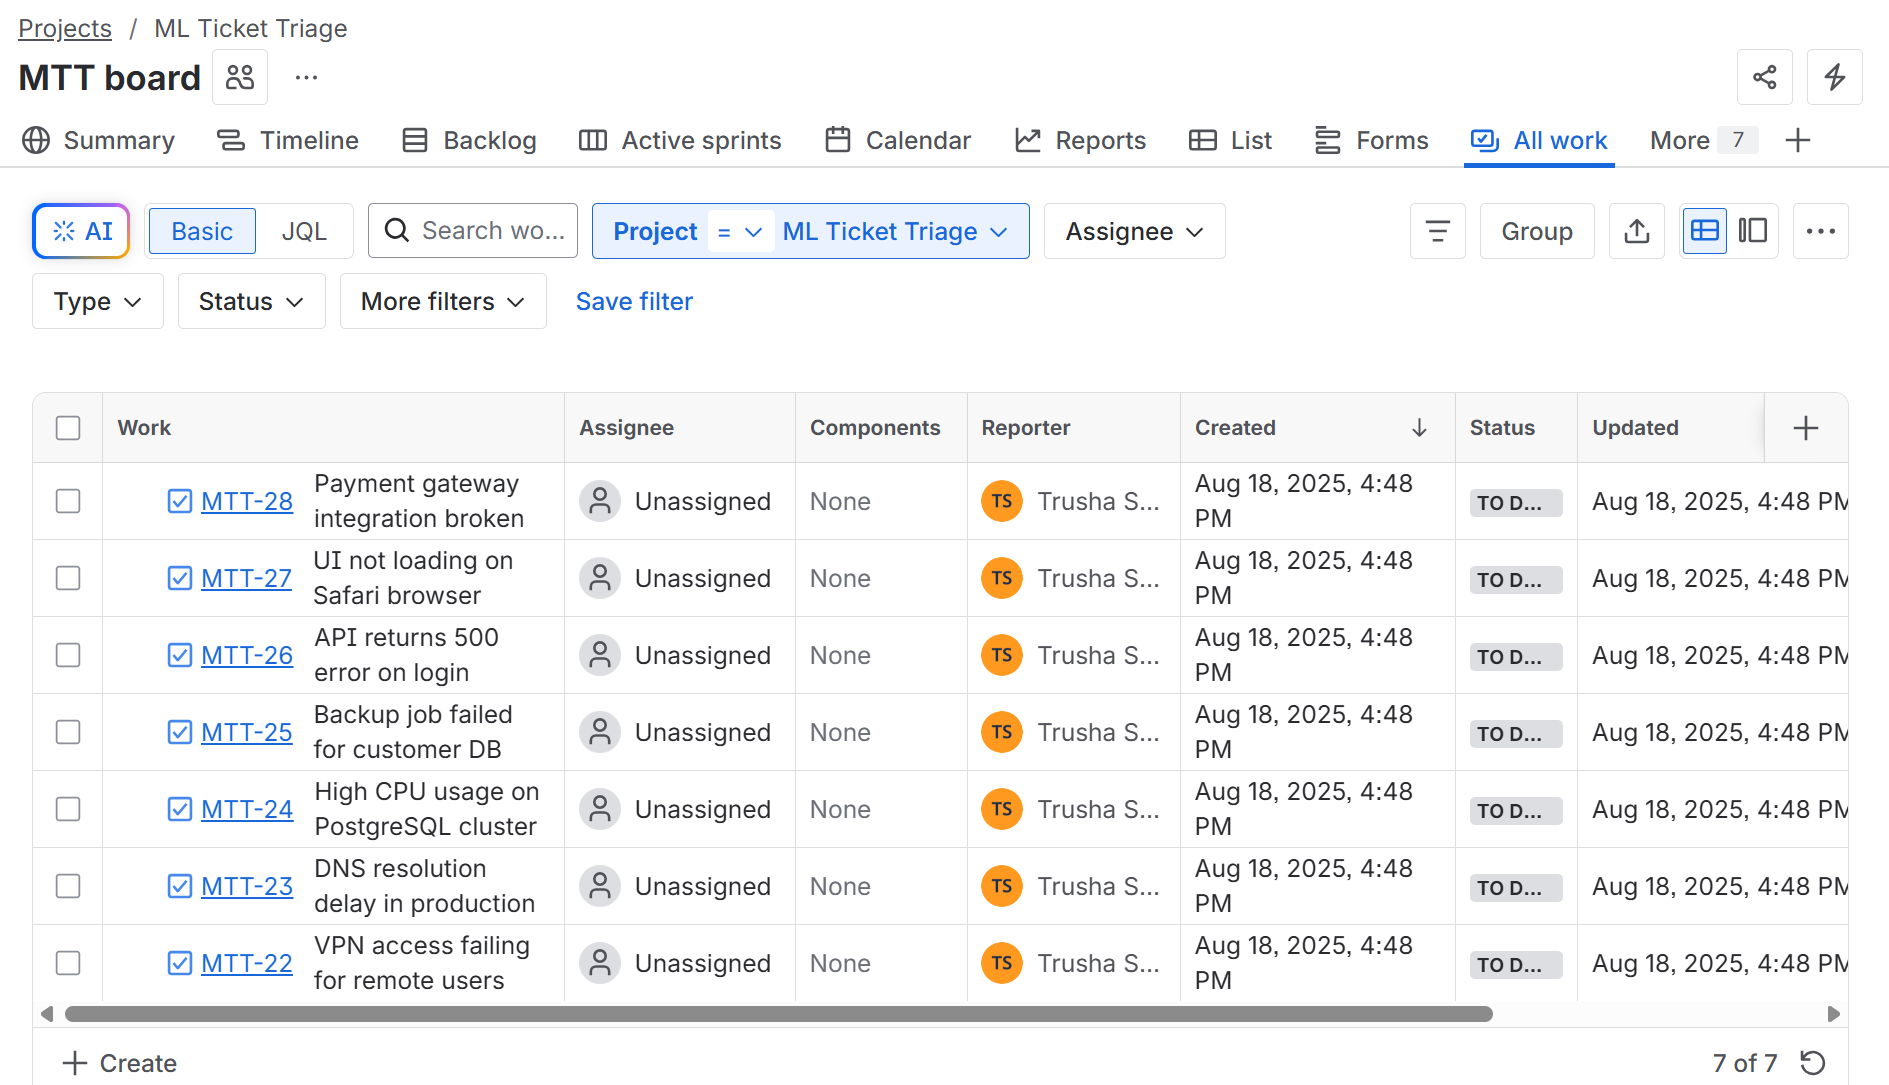 Projects / ML Ticket Triage
MTT board
Summary Timeline Backlog Active sprints Calendar Reports List Forms All work More 7
AI Basic JQL Search wo... Project = ML Ticket Triage Assignee Group
Type Status More filters Save filter
Work Assignee Components Reporter Created Status Updated
MTT-28 Payment gateway integration broken Unassigned None TS Trusha S... Aug 18, 2025, 4:48 PM TO D... Aug 18, 2025, 4:48 PM
MTT-27 UI not loading on Safari browser Unassigned None TS Trusha S... Aug 18, 2025, 4:48 PM TO D... Aug 18, 2025, 4:48 PM
MTT-26 API returns 500 error on login Unassigned None TS Trusha S... Aug 18, 2025, 4:48 PM TO D... Aug 18, 2025, 4:48 PM
MTT-25 Backup job failed for customer DB Unassigned None TS Trusha S... Aug 18, 2025, 4:48 PM TO D... Aug 18, 2025, 4:48 PM
MTT-24 High CPU usage on PostgreSQL cluster Unassigned None TS Trusha S... Aug 18, 2025, 4:48 PM TO D... Aug 18, 2025, 4:48 PM
MTT-23 DNS resolution delay in production Unassigned None TS Trusha S... Aug 18, 2025, 4:48 PM TO D... Aug 18, 2025, 4:48 PM
MTT-22 VPN access failing for remote users Unassigned None TS Trusha S... Aug 18, 2025, 4:48 PM TO D... Aug 18, 2025, 4:48 PM
Create 7 of 7